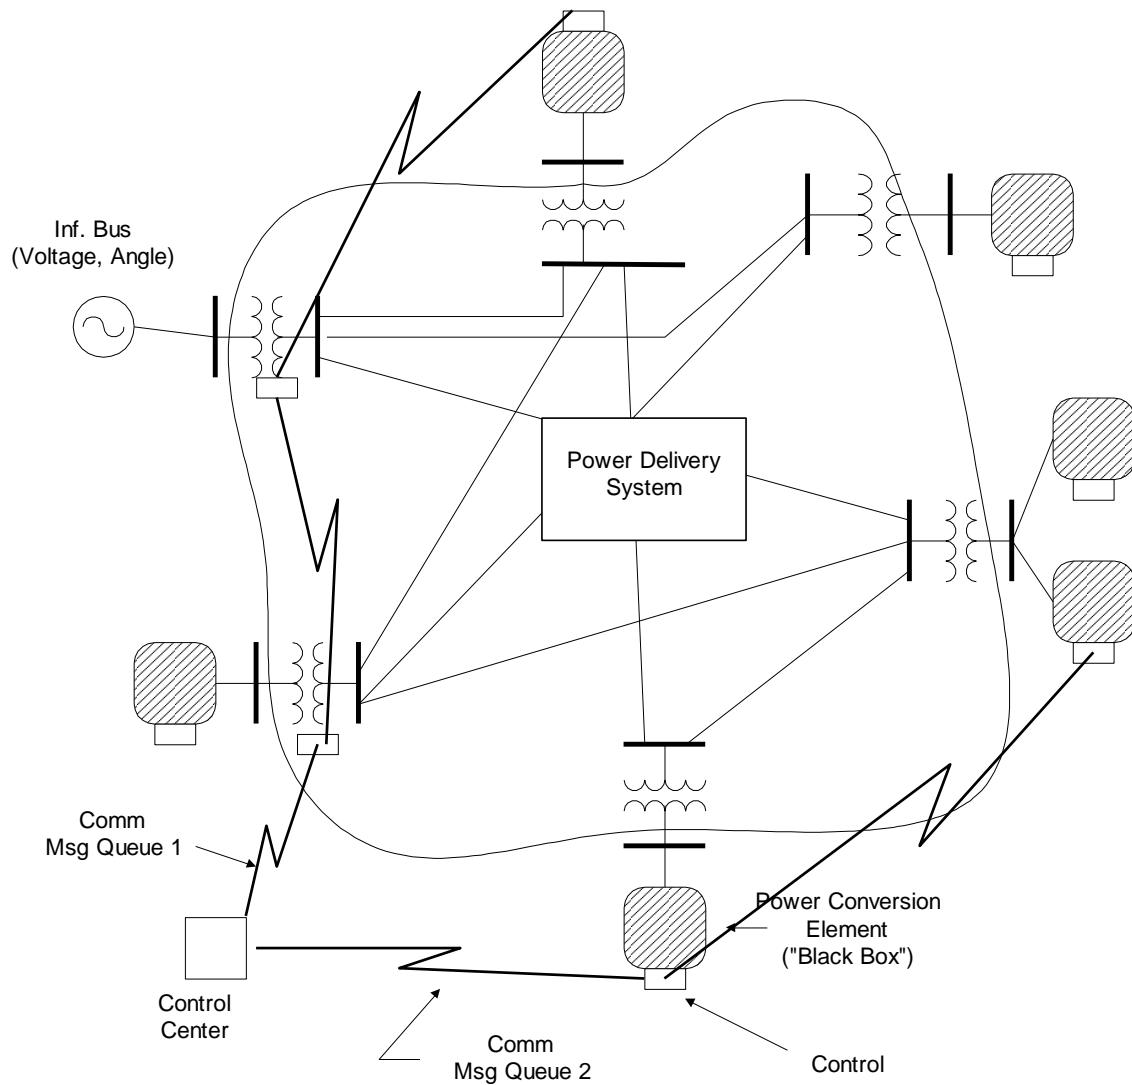 Inf. Bus
(Voltage, Angle)
Power Delivery
System
Comm
Msg Queue 1
Power Conversion
Element
("Black Box")
Control
Center
Comm
Msg Queue 2
Control